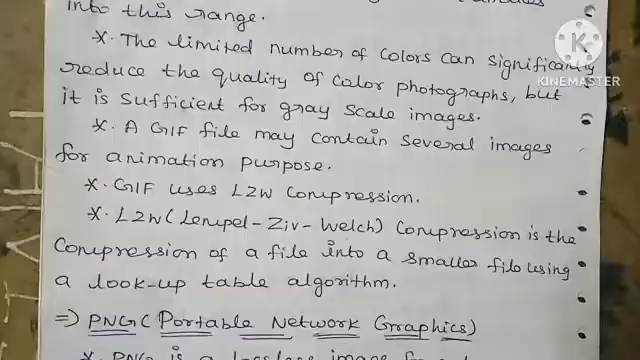 into this range.
*. The limited number of colors can significantly
reduce the quality of color photographs, but
it is sufficient for gray scale images.
*. A GIF file may contain several images
for animation purpose.
*. GIF uses LZW compression.
*. LZW (Lempel-Ziv-Welch) compression is the
compression of a file into a smaller file using
a look-up table algorithm.
=> PNG (Portable Network Graphics)
*. PNG is a
K
KINEMASTER